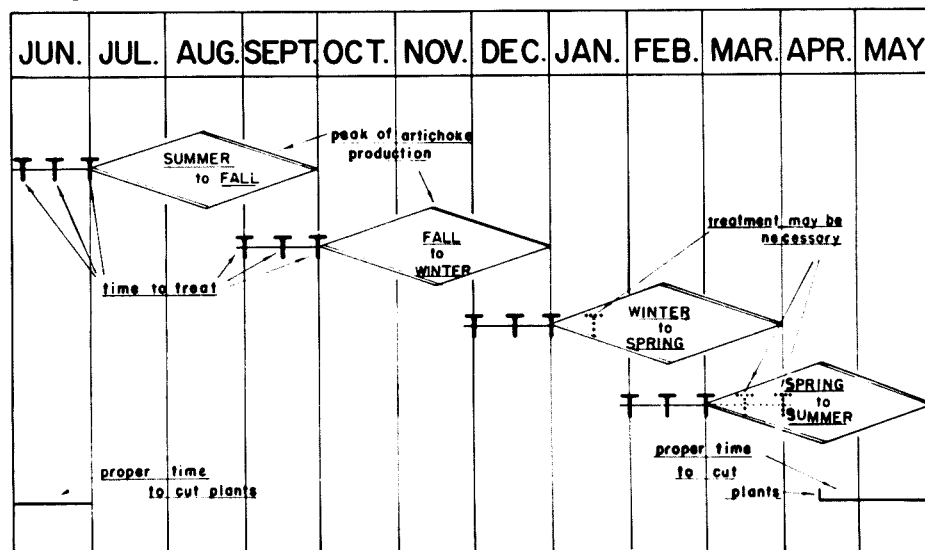 JUN. JUL. AUG. SEPT. OCT. NOV. DEC. JAN. FEB. MAR. APR. MAY
peak of artichoke
production
SUMMER
to FALL
treatment may be
necessary
FALL
to
WINTER
time to treat
WINTER
to
SPRING
SPRING
to
SUMMER
proper time
to cut plants
proper time
to cut
plants
T T T
T T T
T T T T
T T T T T